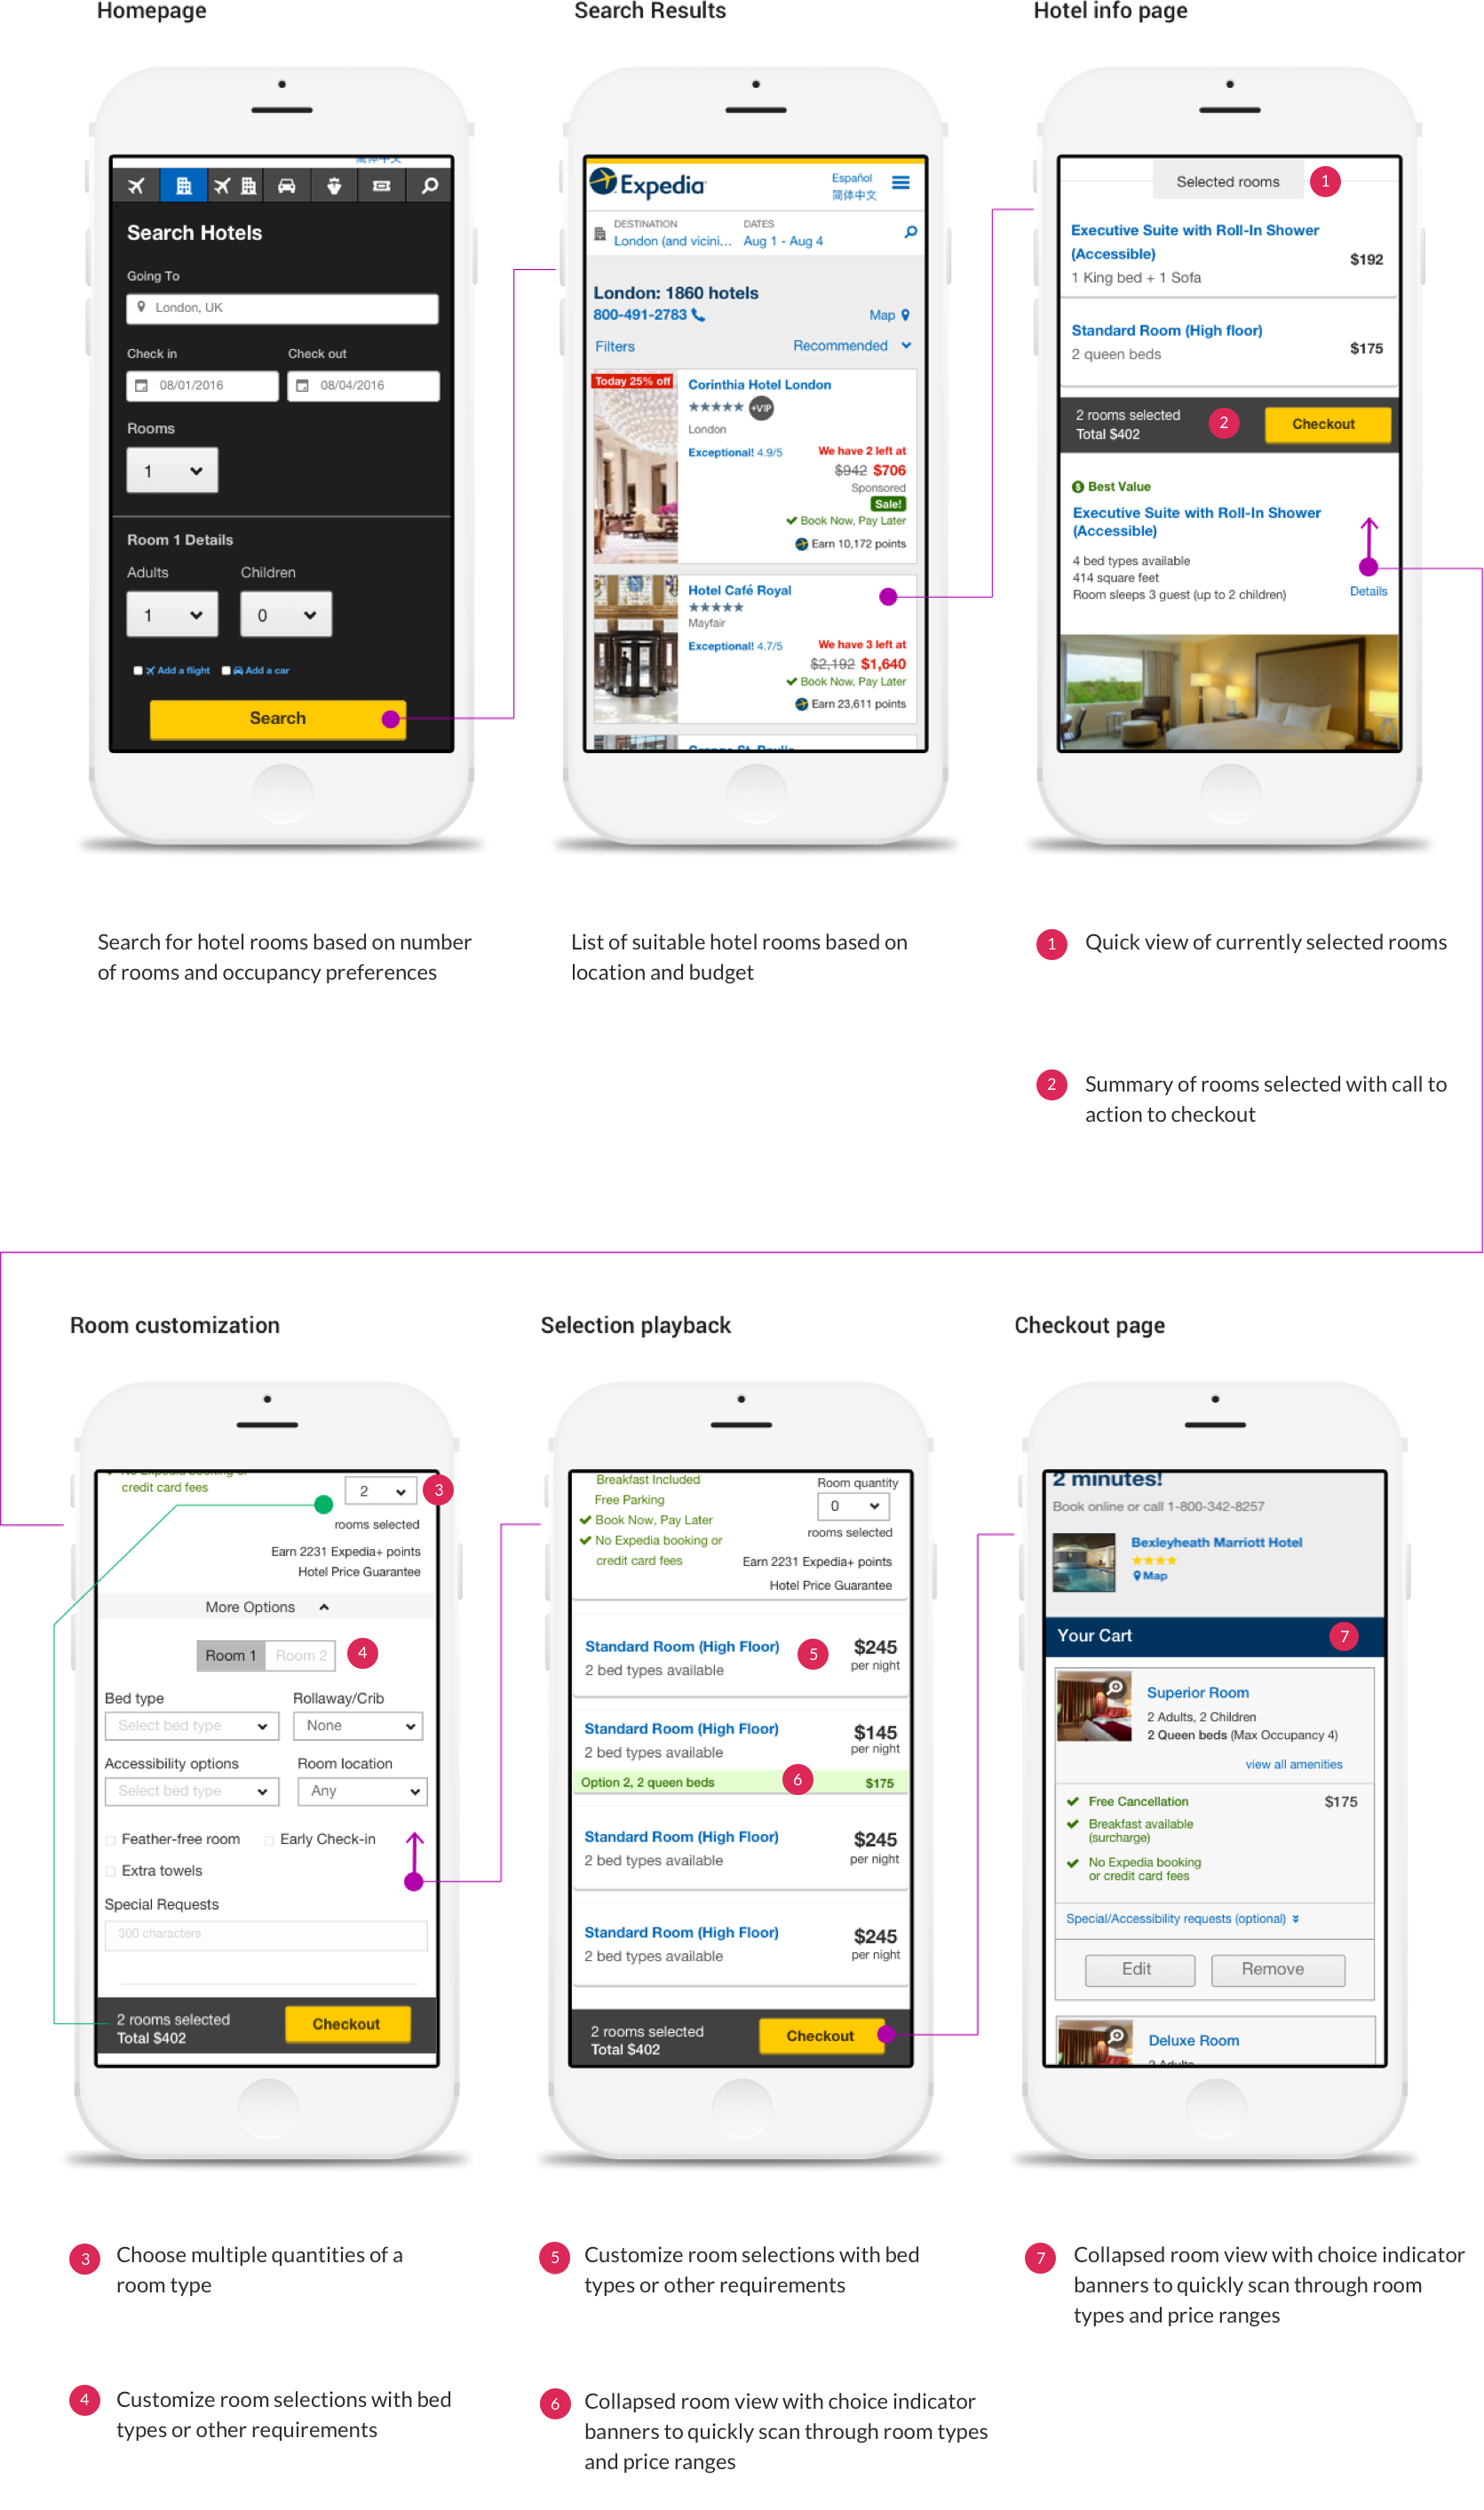 Homepage
Search Results
Hotel info page
简体中文
Search Hotels
Going To
London, UK
Check in
Check out
08/01/2016
08/04/2016
Rooms
1
Room 1 Details
Adults
Children
1
0
Add a flight
Add a car
Search
Expedia
Español
简体中文
DESTINATION
DATES
London (and vicini...
Aug 1 - Aug 4
London: 1860 hotels
800-491-2783
Map
Filters
Recommended
Today 25% off
Corinthia Hotel London
+VIP
London
Exceptional! 4.9/5
We have 2 left at
$942 $706
Sponsored
Sale!
Book Now, Pay Later
Earn 10,172 points
Hotel Café Royal
Mayfair
Exceptional! 4.7/5
We have 3 left at
$2,192 $1,640
Book Now, Pay Later
Earn 23,611 points
Selected rooms
1
Executive Suite with Roll-In Shower
(Accessible)
$192
1 King bed + 1 Sofa
Standard Room (High floor)
$175
2 queen beds
2 rooms selected
Total $402
2
Checkout
Best Value
Executive Suite with Roll-In Shower
(Accessible)
4 bed types available
414 square feet
Room sleeps 3 guest (up to 2 children)
Details
Search for hotel rooms based on number
of rooms and occupancy preferences
List of suitable hotel rooms based on
location and budget
1
Quick view of currently selected rooms
2
Summary of rooms selected with call to
action to checkout
Room customization
Selection playback
Checkout page
No Expedia booking or
credit card fees
2
3
rooms selected
Earn 2231 Expedia+ points
Hotel Price Guarantee
More Options
Room 1
Room 2
4
Bed type
Rollaway/Crib
Select bed type
None
Accessibility options
Room location
Select bed type
Any
Feather-free room
Early Check-in
Extra towels
Special Requests
300 characters
2 rooms selected
Total $402
Checkout
Breakfast Included
Room quantity
Free Parking
0
Book Now, Pay Later
rooms selected
No Expedia booking or
credit card fees
Earn 2231 Expedia+ points
Hotel Price Guarantee
Standard Room (High Floor)
5
$245
2 bed types available
per night
Standard Room (High Floor)
$145
2 bed types available
per night
Option 2, 2 queen beds
6
$175
Standard Room (High Floor)
$245
2 bed types available
per night
Standard Room (High Floor)
$245
2 bed types available
per night
2 rooms selected
Total $402
Checkout
2 minutes!
Book online or call 1-800-342-8257
Bexleyheath Marriott Hotel
Map
Your Cart
7
Superior Room
2 Adults, 2 Children
2 Queen beds (Max Occupancy 4)
view all amenities
Free Cancellation
$175
Breakfast available
(surcharge)
No Expedia booking
or credit card fees
Special/Accessibility requests (optional)
Edit
Remove
Deluxe Room
2 Adults
3
Choose multiple quantities of a
room type
4
Customize room selections with bed
types or other requirements
5
Customize room selections with bed
types or other requirements
6
Collapsed room view with choice indicator
banners to quickly scan through room types
and price ranges
7
Collapsed room view with choice indicator
banners to quickly scan through room
types and price ranges